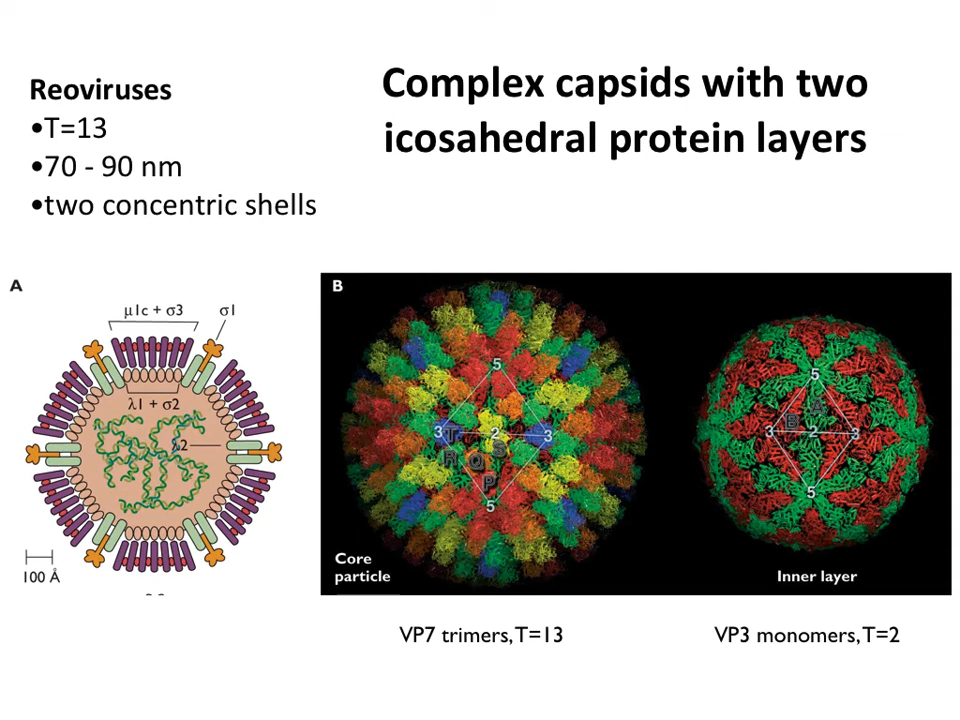 Complex capsids with two
icosahedral protein layers
Reoviruses
•T=13
•70 - 90 nm
•two concentric shells
A
μ1c + σ3
σ1
λ1 + σ2
λ2
100 Å
B
5
3
T
2
3
R
Q
S
P
5
Core
particle
5
A
B
3
2
3
5
Inner layer
VP7 trimers, T=13
VP3 monomers, T=2